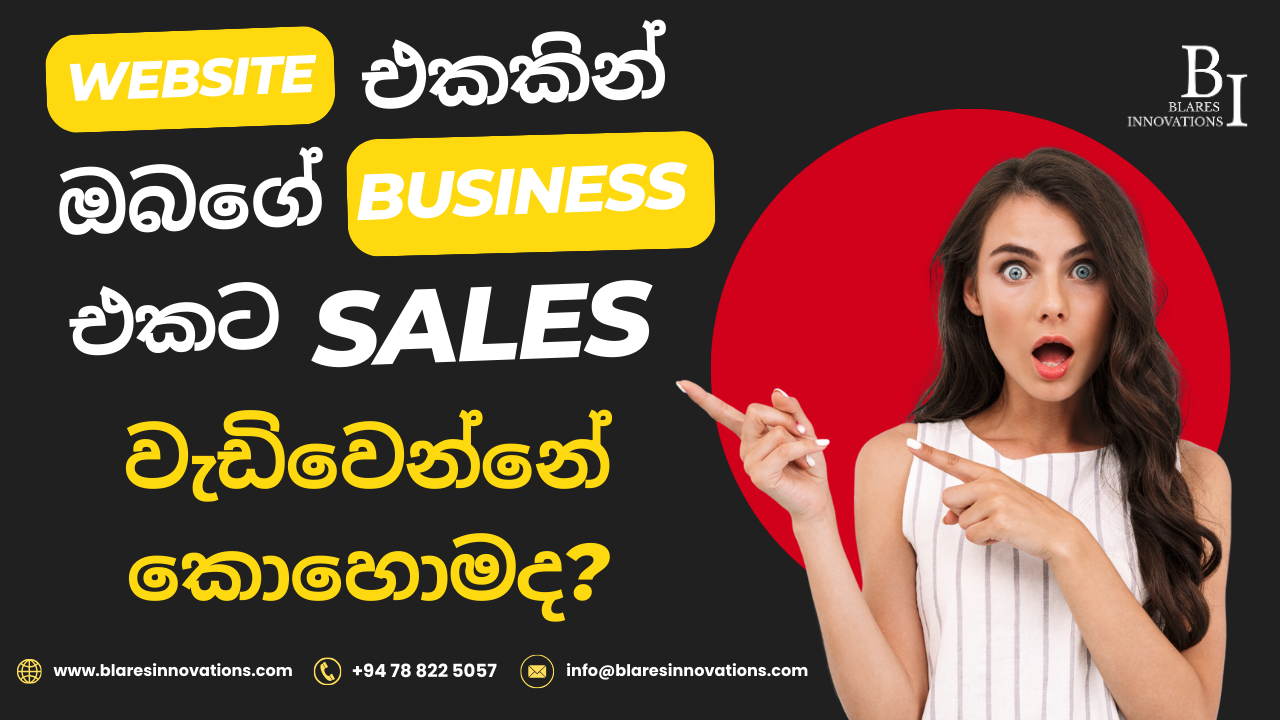 WEBSITE එකකින්
ඔබගේ BUSINESS
එකට SALES
වැඩිවෙන්නේ
කොහොමද?
BI
BLARES
INNOVATIONS
www.blaresinnovations.com +94 78 822 5057 info@blaresinnovations.com